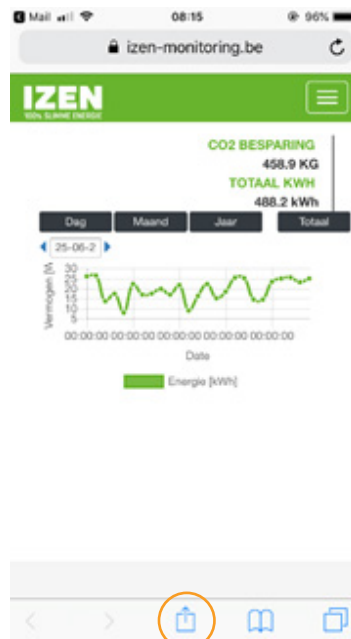 Mail 08:15 96%
izen-monitoring.be
IZEN
100% SLIMME ENERGIE
CO2 BESPARING
458.9 KG
TOTAAL KWH
488.2 kWh
Dag Maand Jaar Totaal
25-06-2
Vermogen [W
30
25
20
15
10
5
00:00:00 00:00:00 00:00:00 00:00:00 00:00:00
Date
Energie [kWh]